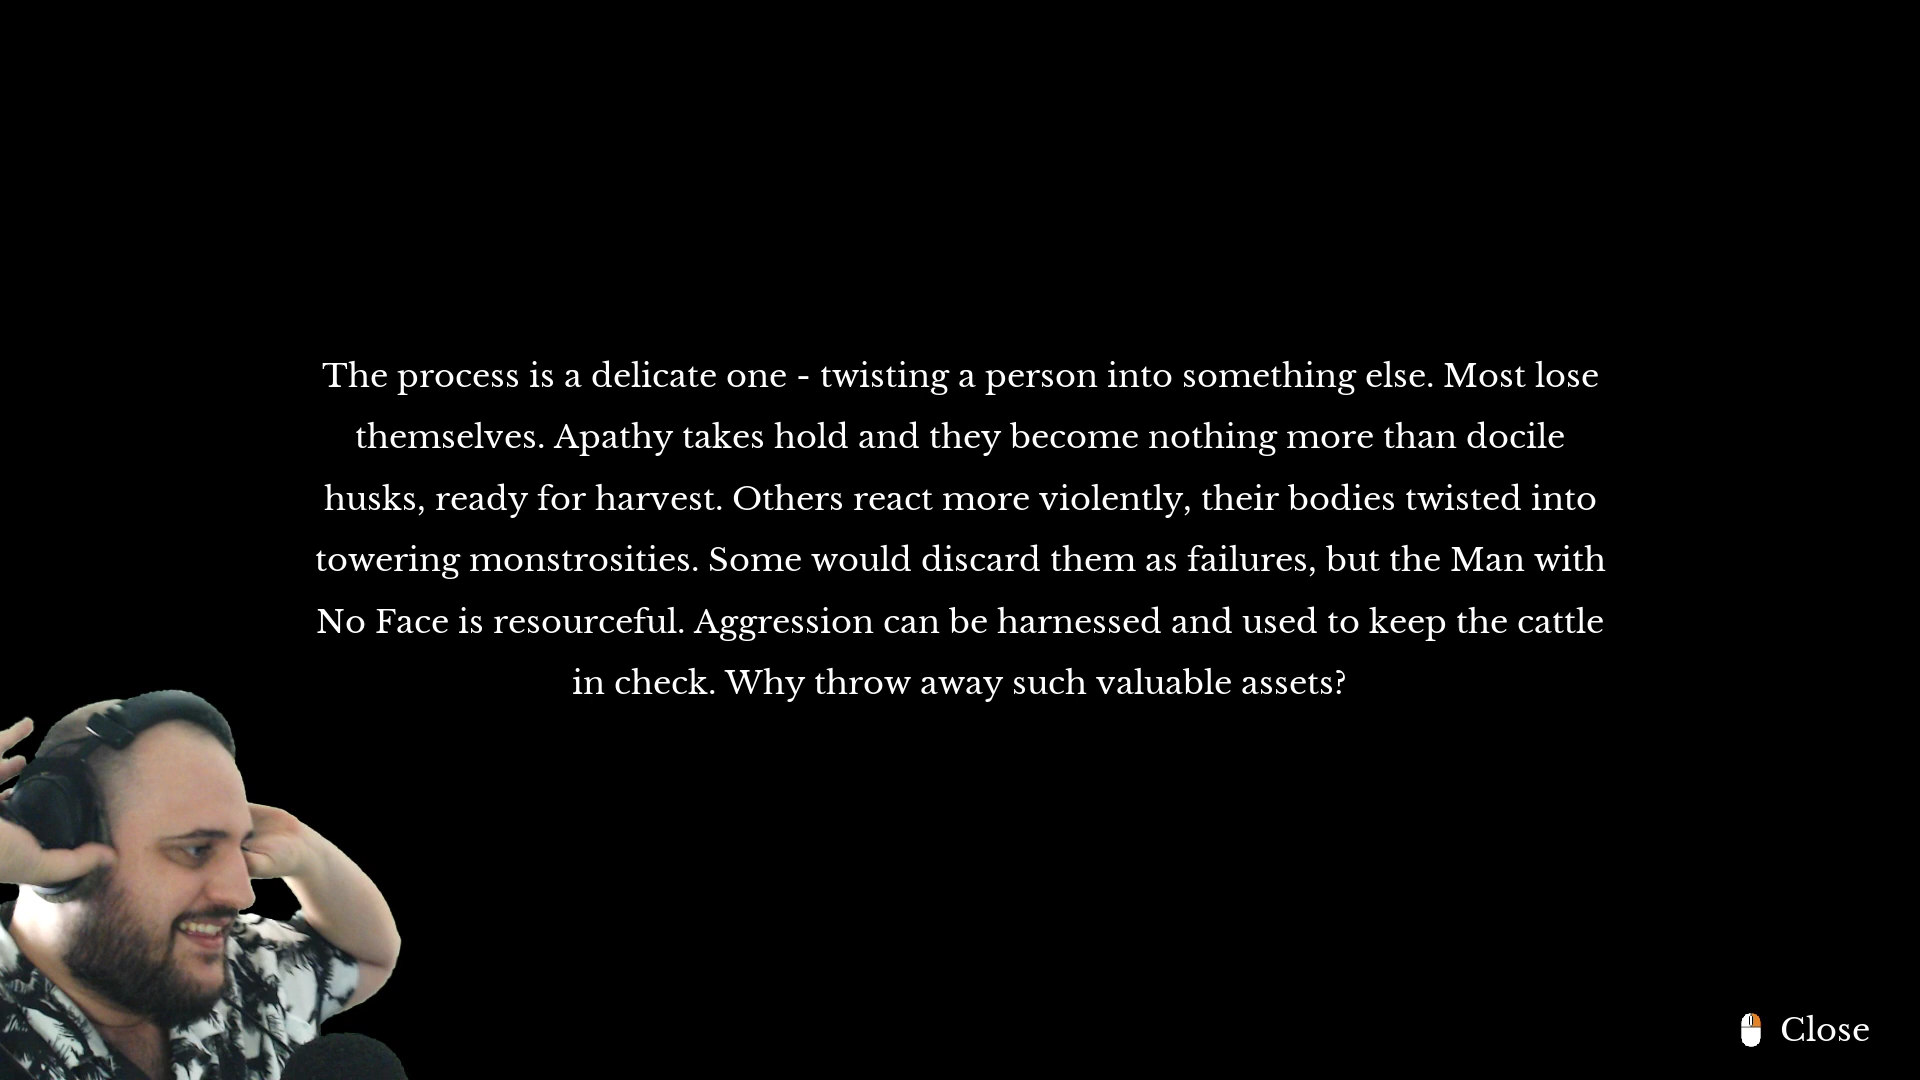 The process is a delicate one - twisting a person into something else. Most lose
themselves. Apathy takes hold and they become nothing more than docile
husks, ready for harvest. Others react more violently, their bodies twisted into
towering monstrosities. Some would discard them as failures, but the Man with
No Face is resourceful. Aggression can be harnessed and used to keep the cattle
in check. Why throw away such valuable assets?
Close